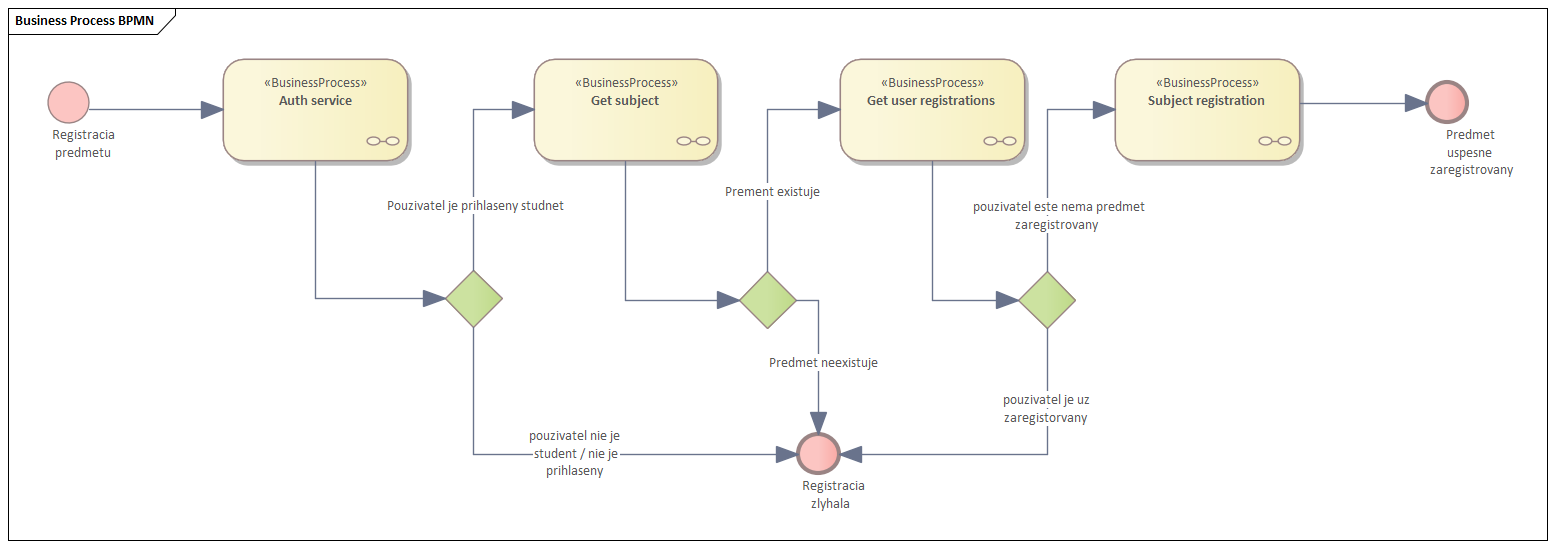 Business Process BPMN
Registracia
predmetu
«BusinessProcess»
Auth service
«BusinessProcess»
Get subject
«BusinessProcess»
Get user registrations
«BusinessProcess»
Subject registration
Predmet
uspesne
zaregistrovany
Pouzivatel je prihlaseny studnet
Prement existuje
pouzivatel este nema predmet
zaregistrovany
Predmet neexistuje
pouzivatel je uz
zaregistorvany
pouzivatel nie je
student / nie je
prihlaseny
Registracia
zlyhala